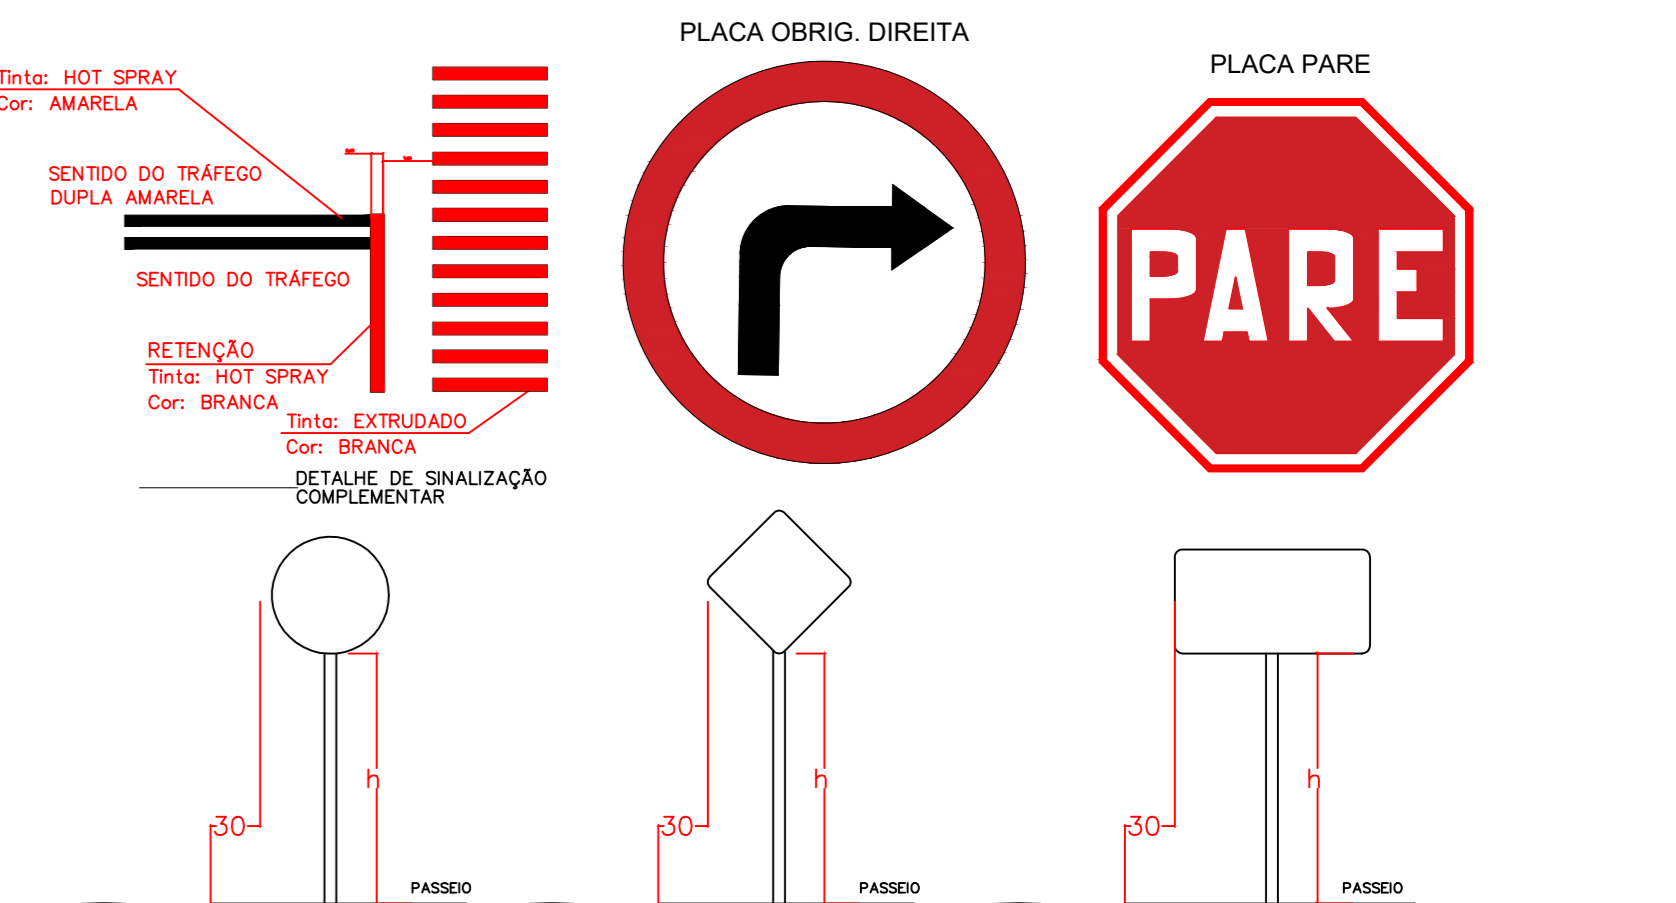 PLACA OBRIG. DIREITA
PLACA PARE
Tinta: HOT SPRAY
Cor: AMARELA
SENTIDO DO TRÁFEGO
DUPLA AMARELA
SENTIDO DO TRÁFEGO
RETENÇÃO
Tinta: HOT SPRAY
Cor: BRANCA
Tinta: EXTRUDADO
Cor: BRANCA
DETALHE DE SINALIZAÇÃO
COMPLEMENTAR
PARE
h
30
PASSEIO
h
30
PASSEIO
h
30
PASSEIO